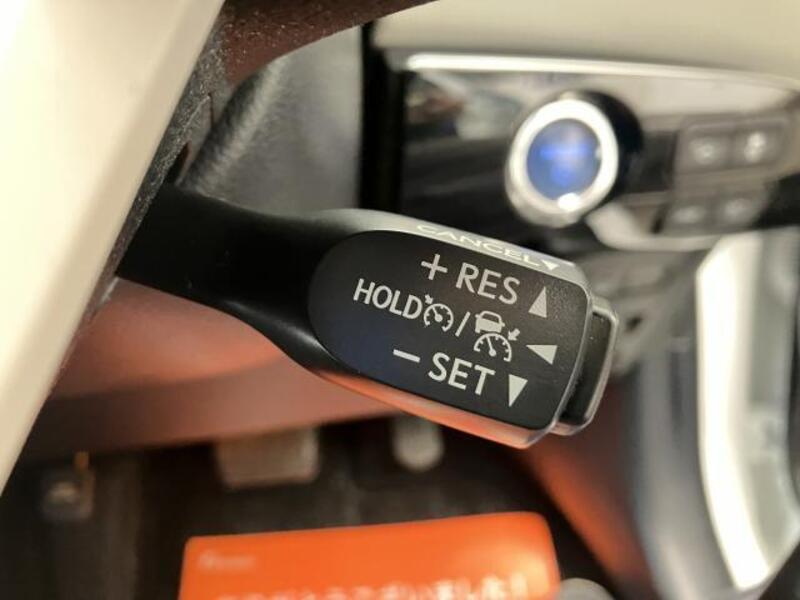 CANCEL▼
+ RES ▲
HOLD / ◀
− SET ▼